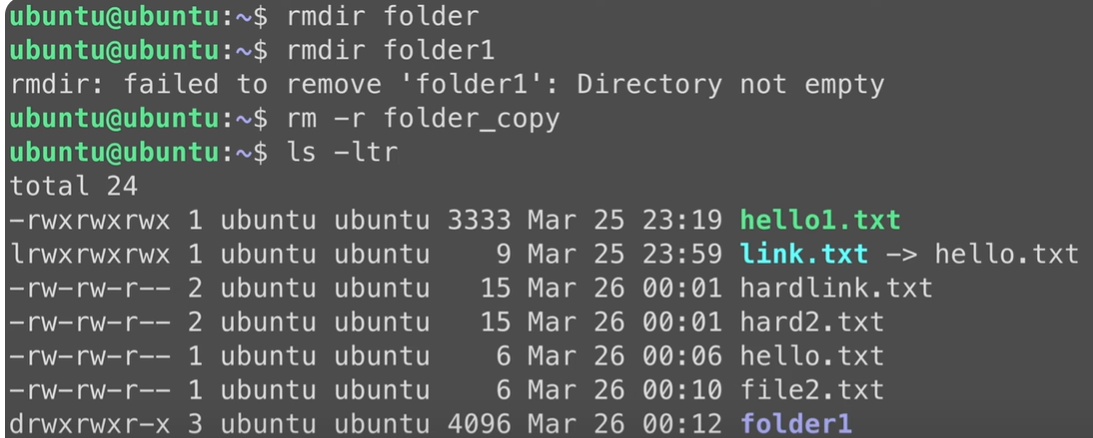 ubuntu@ubuntu:~$ rmdir folder
ubuntu@ubuntu:~$ rmdir folder1
rmdir: failed to remove 'folder1': Directory not empty
ubuntu@ubuntu:~$ rm -r folder_copy
ubuntu@ubuntu:~$ ls -ltr
total 24
-rwxrwxrwx 1 ubuntu ubuntu 3333 Mar 25 23:19 hello1.txt
lrwxrwxrwx 1 ubuntu ubuntu    9 Mar 25 23:59 link.txt -> hello.txt
-rw-rw-r-- 2 ubuntu ubuntu   15 Mar 26 00:01 hardlink.txt
-rw-rw-r-- 2 ubuntu ubuntu   15 Mar 26 00:01 hard2.txt
-rw-rw-r-- 1 ubuntu ubuntu    6 Mar 26 00:06 hello.txt
-rw-rw-r-- 1 ubuntu ubuntu    6 Mar 26 00:10 file2.txt
drwxrwxr-x 3 ubuntu ubuntu 4096 Mar 26 00:12 folder1